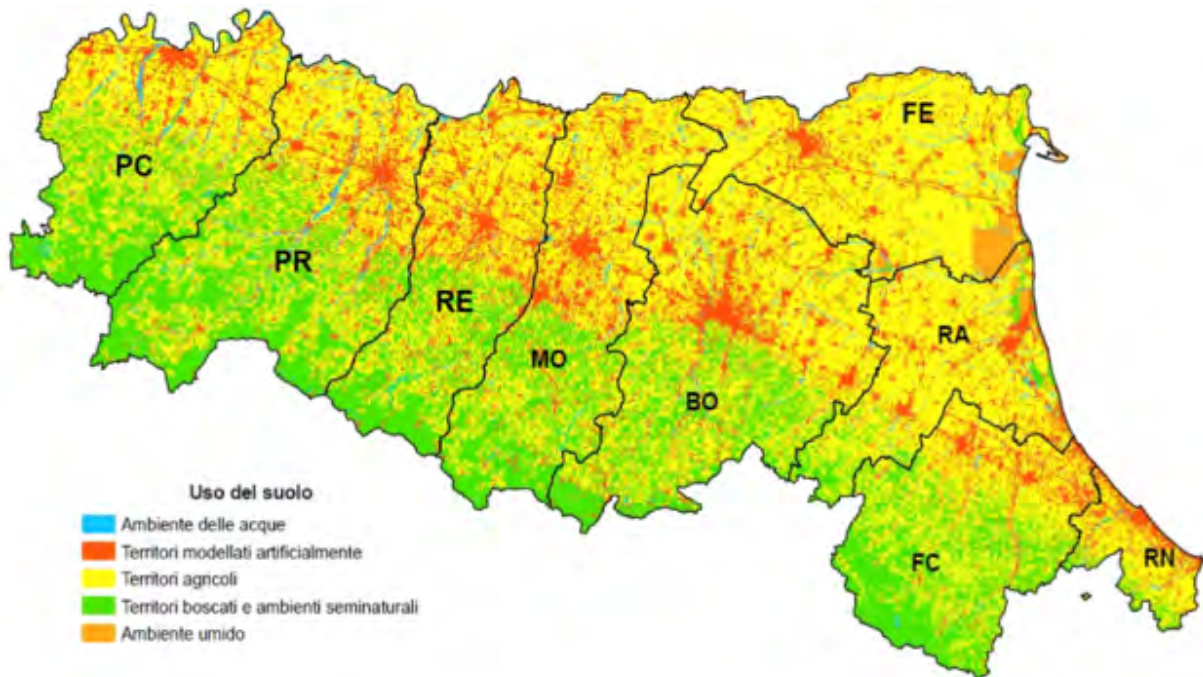 FE
PC
PR
RE
RA
MO
BO
FC
RN
Uso del suolo
Ambiente delle acque
Territori modellati artificialmente
Territori agricoli
Territori boscati e ambienti seminaturali
Ambiente umido